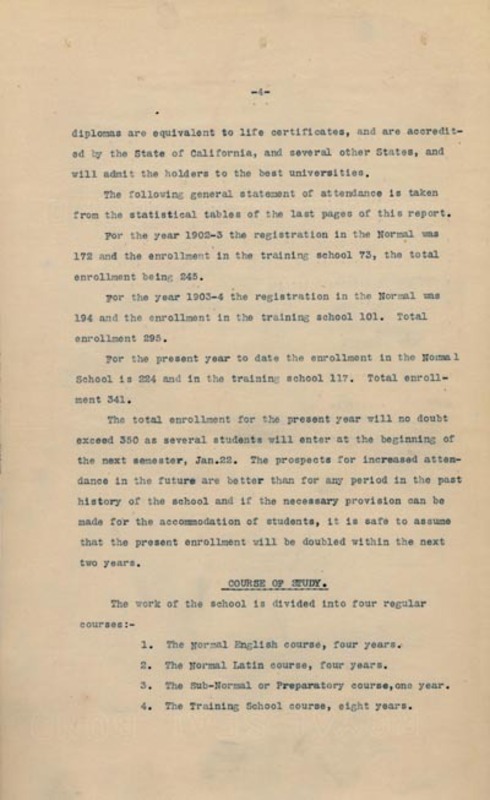 -4-
diplomas are equivalent to life certificates, and are accredit-
ed by the State of California, and several other States, and
will admit the holders to the best universities.
The following general statement of attendance is taken
from the statistical tables of the last pages of this report.
For the year 1902-3 the registration in the Normal was
172 and the enrollment in the training school 73, the total
enrollment being 245.
For the year 1903-4 the registration in the Normal was
194 and the enrollment in the training school 101. Total
enrollment 295.
For the present year to date the enrollment in the Normal
School is 224 and in the training school 117. Total enroll-
ment 341.
The total enrollment for the present year will no doubt
exceed 350 as several students will enter at the beginning of
the next semester, Jan.22. The prospects for increased atten-
dance in the future are better than for any period in the past
history of the school and if the necessary provision can be
made for the accommodation of students, it is safe to assume
that the present enrollment will be doubled within the next
two years.
COURSE OF STUDY.
The work of the school is divided into four regular
courses:-
1. The Normal English course, four years.
2. The Normal Latin course, four years.
3. The Sub-Normal or Preparatory course,one year.
4. The Training School course, eight years.